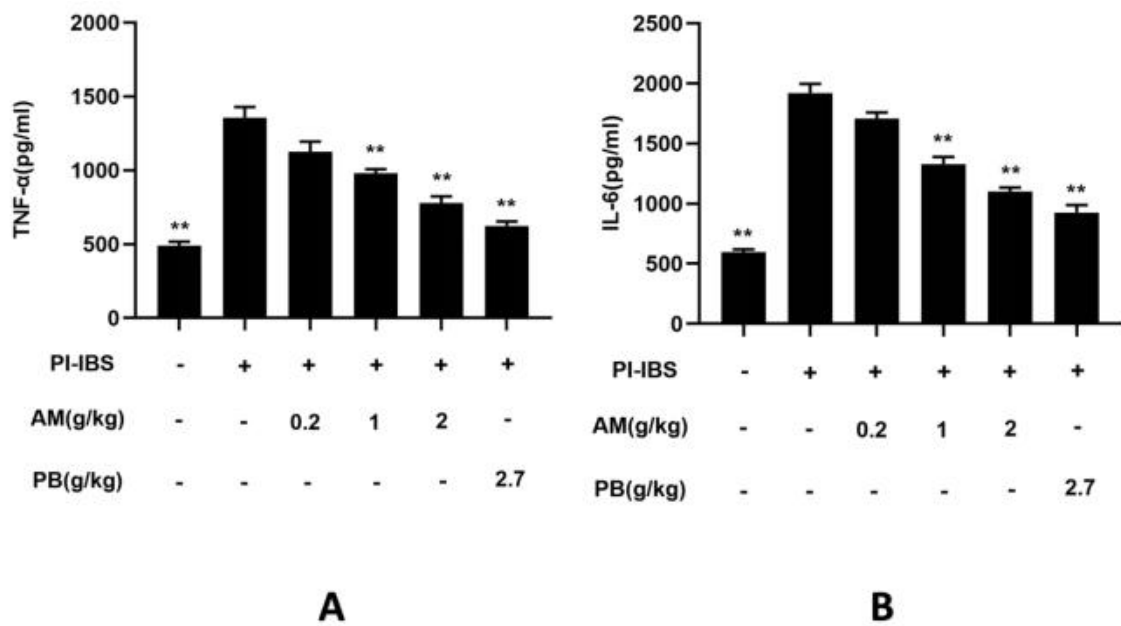 2000
1500
1000
500
0
TNF-α(pg/ml)
**
**
**
**
PI-IBS - + + + + +
AM(g/kg) - - 0.2 1 2 -
PB(g/kg) - - - - - 2.7
A
2500
2000
1500
1000
500
0
IL-6(pg/ml)
**
**
**
**
PI-IBS - + + + + +
AM(g/kg) - - 0.2 1 2 -
PB(g/kg) - - - - - 2.7
B